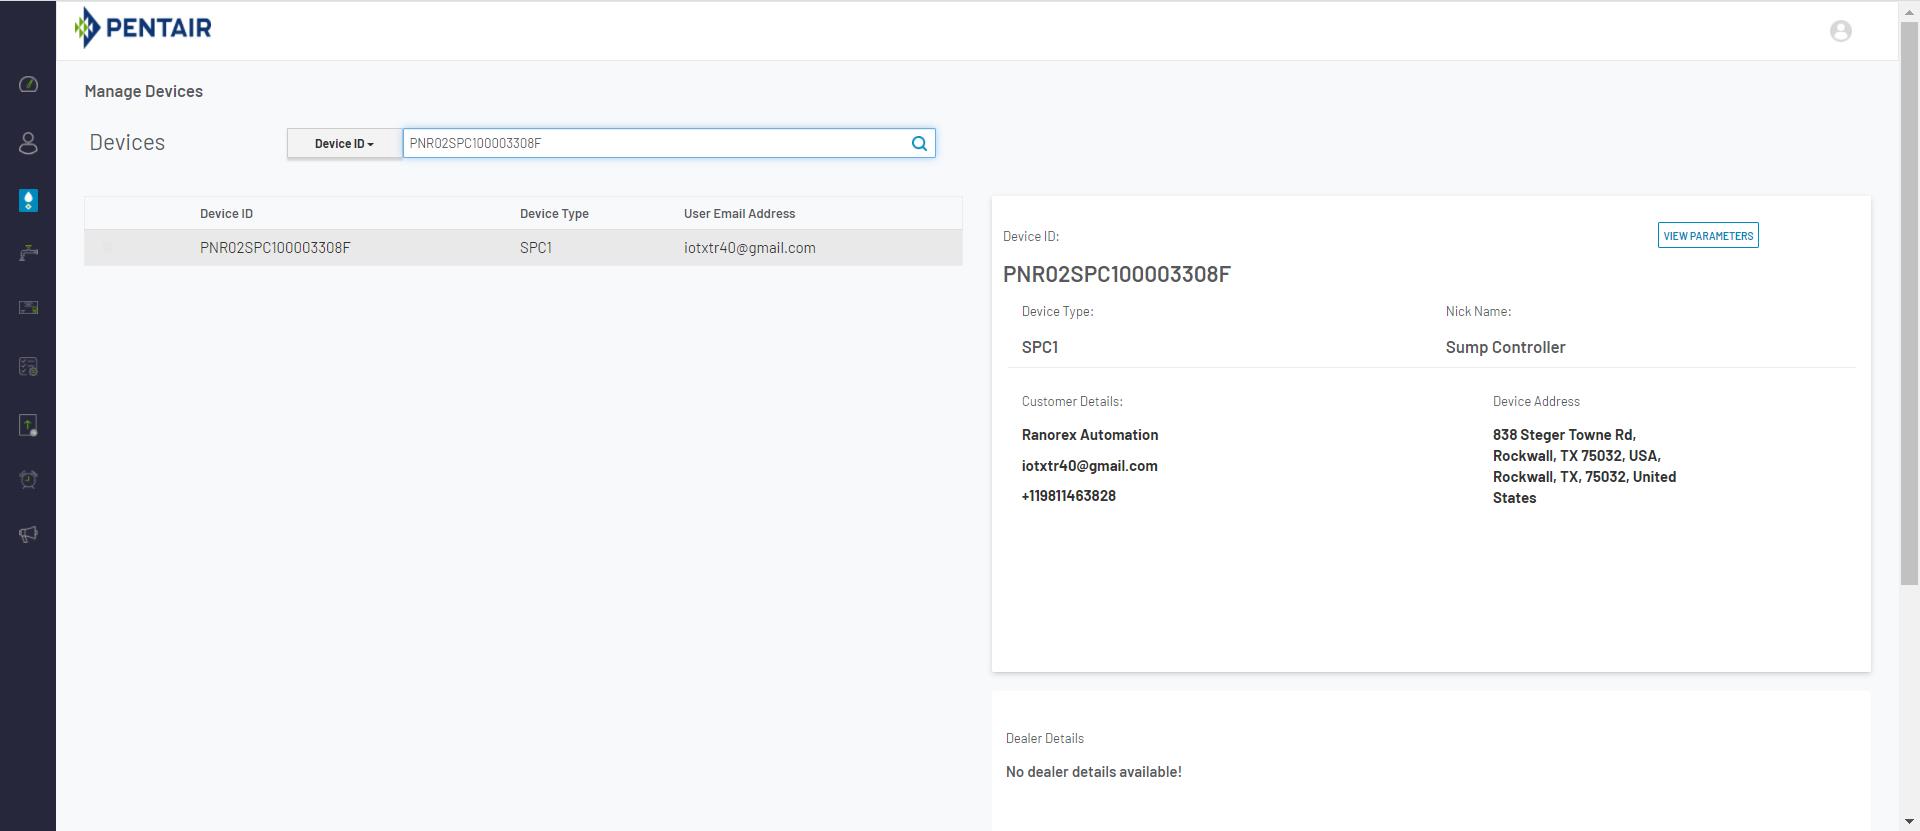 PENTAIR
Manage Devices
Devices
Device ID
PNR02SPC100003308F
Device ID Device Type User Email Address
PNR02SPC100003308F SPC1 iotxtr40@gmail.com
Device ID:
VIEW PARAMETERS
PNR02SPC100003308F
Device Type:
Nick Name:
SPC1
Sump Controller
Customer Details:
Ranorex Automation
iotxtr40@gmail.com
+119811463828
Device Address
838 Steger Towne Rd,
Rockwall, TX 75032, USA,
Rockwall, TX, 75032, United
States
Dealer Details
No dealer details available!